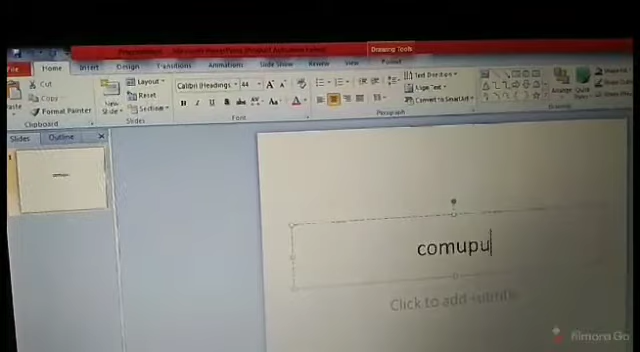 Drawing Tools
File Home Insert Design Transitions Animations Slide Show Review View Format
Cut
Copy
Format Painter
Clipboard
New
Slide
Layout
Reset
Section
Slides
Calibri (Headings) 44
Font
Text Direction
Align Text
Convert to SmartArt
Paragraph
Arrange Quick
Slides Outline
1
comupu
Click to add subtitle
filmora Go